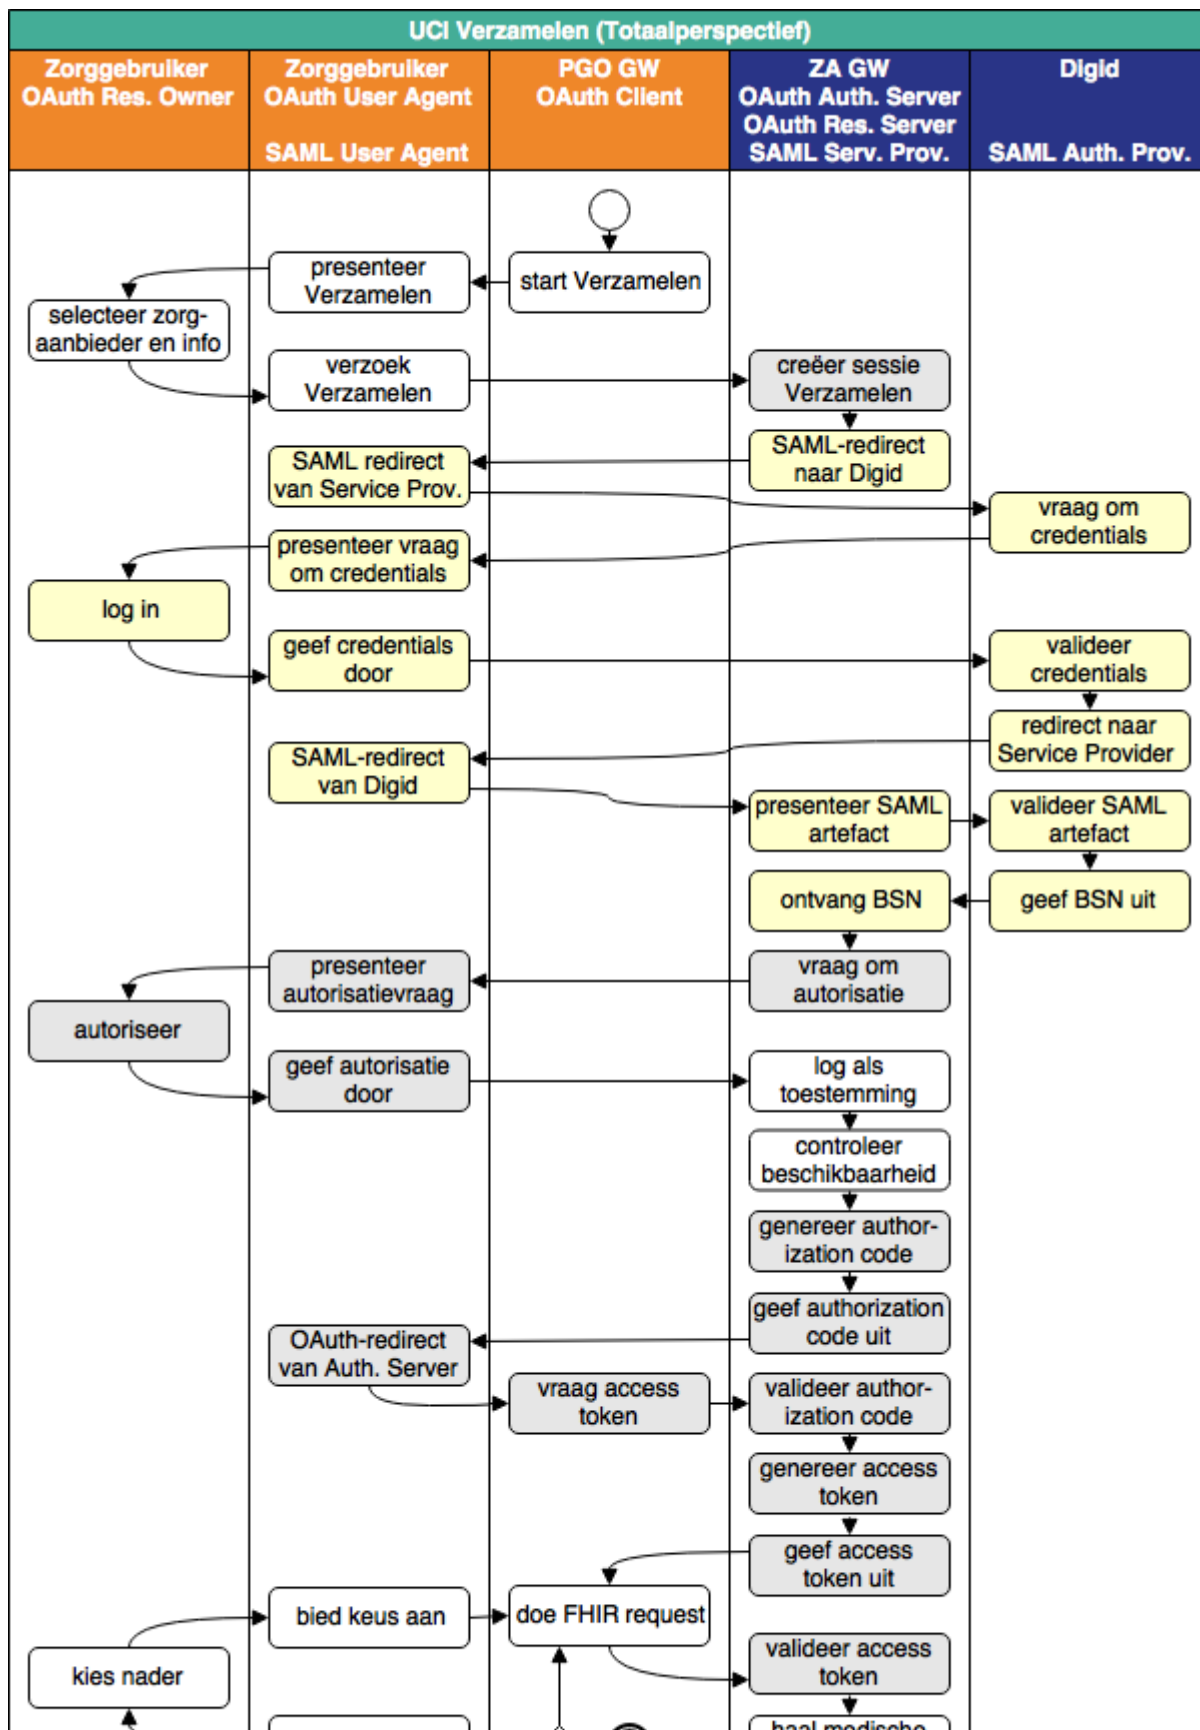 UCI Verzamelen (Totaalperspectief)
Zorggebruiker
OAuth Res. Owner
Zorggebruiker
OAuth User Agent
SAML User Agent
PGO GW
OAuth Client
ZA GW
OAuth Auth. Server
OAuth Res. Server
SAML Serv. Prov.
Digid
SAML Auth. Prov.
start Verzamelen
presenteer
Verzamelen
selecteer zorg-
aanbieder en info
verzoek
Verzamelen
creëer sessie
Verzamelen
SAML-redirect
naar Digid
SAML redirect
van Service Prov.
vraag om
credentials
presenteer vraag
om credentials
log in
geef credentials
door
valideer
credentials
redirect naar
Service Provider
SAML-redirect
van Digid
presenteer SAML
artefact
valideer SAML
artefact
geef BSN uit
ontvang BSN
vraag om
autorisatie
presenteer
autorisatievraag
autoriseer
geef autorisatie
door
log als
toestemming
controleer
beschikbaarheid
genereer author-
ization code
geef authorization
code uit
OAuth-redirect
van Auth. Server
vraag access
token
valideer author-
ization code
genereer access
token
geef access
token uit
bied keus aan
doe FHIR request
kies nader
valideer access
token
haal medische